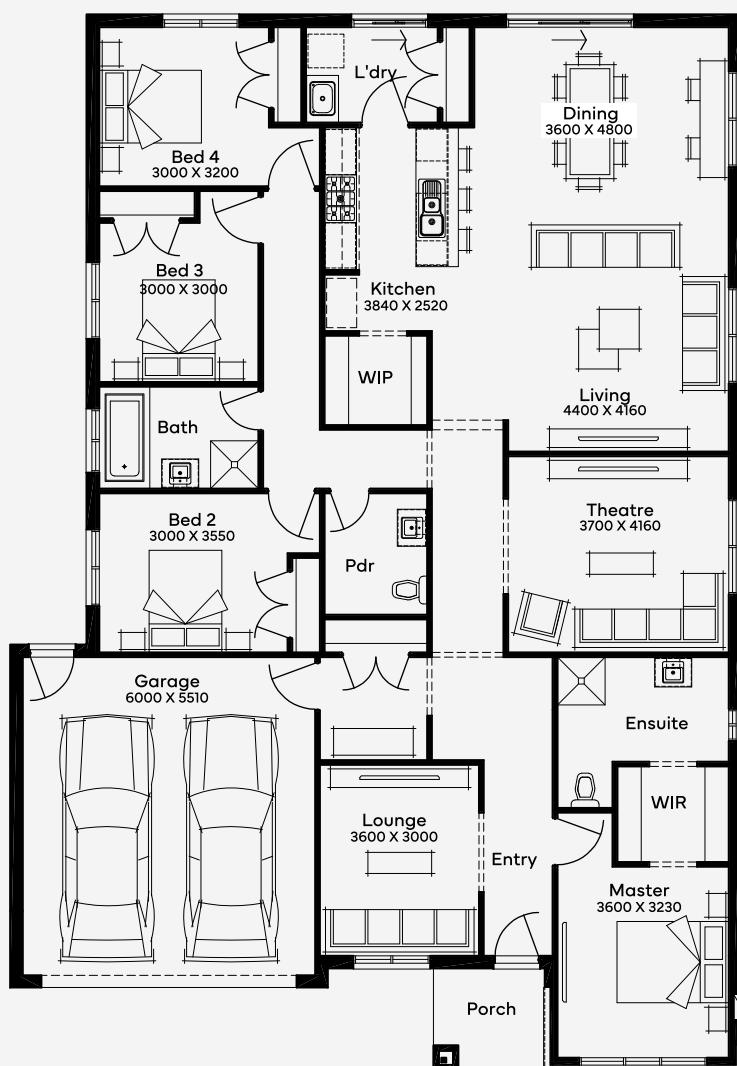 L'dry
Dining
3600 X 4800
Bed 4
3000 X 3200
Bed 3
3000 X 3000
Kitchen
3840 X 2520
WIP
Living
4400 X 4160
Bath
Theatre
3700 X 4160
Bed 2
3000 X 3550
Pdr
Garage
6000 X 5510
Ensuite
WIR
Lounge
3600 X 3000
Entry
Master
3600 X 3230
Porch